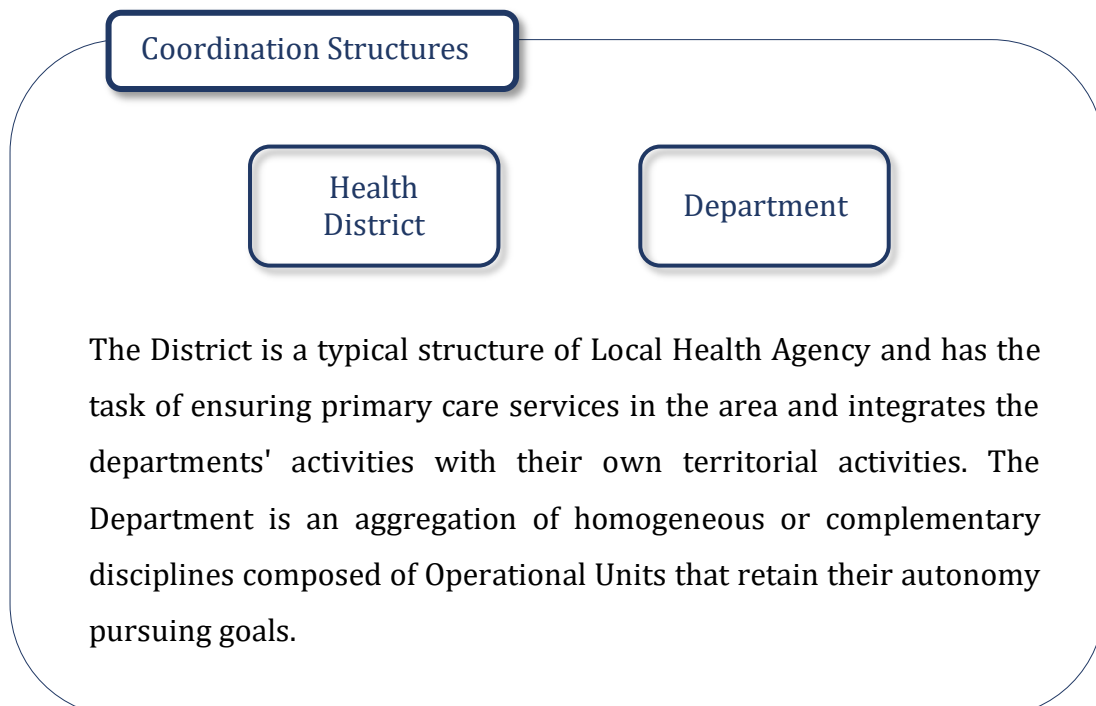 Coordination Structures
Health
District
Department
The District is a typical structure of Local Health Agency and has the
task of ensuring primary care services in the area and integrates the
departments' activities with their own territorial activities. The
Department is an aggregation of homogeneous or complementary
disciplines composed of Operational Units that retain their autonomy
pursuing goals.